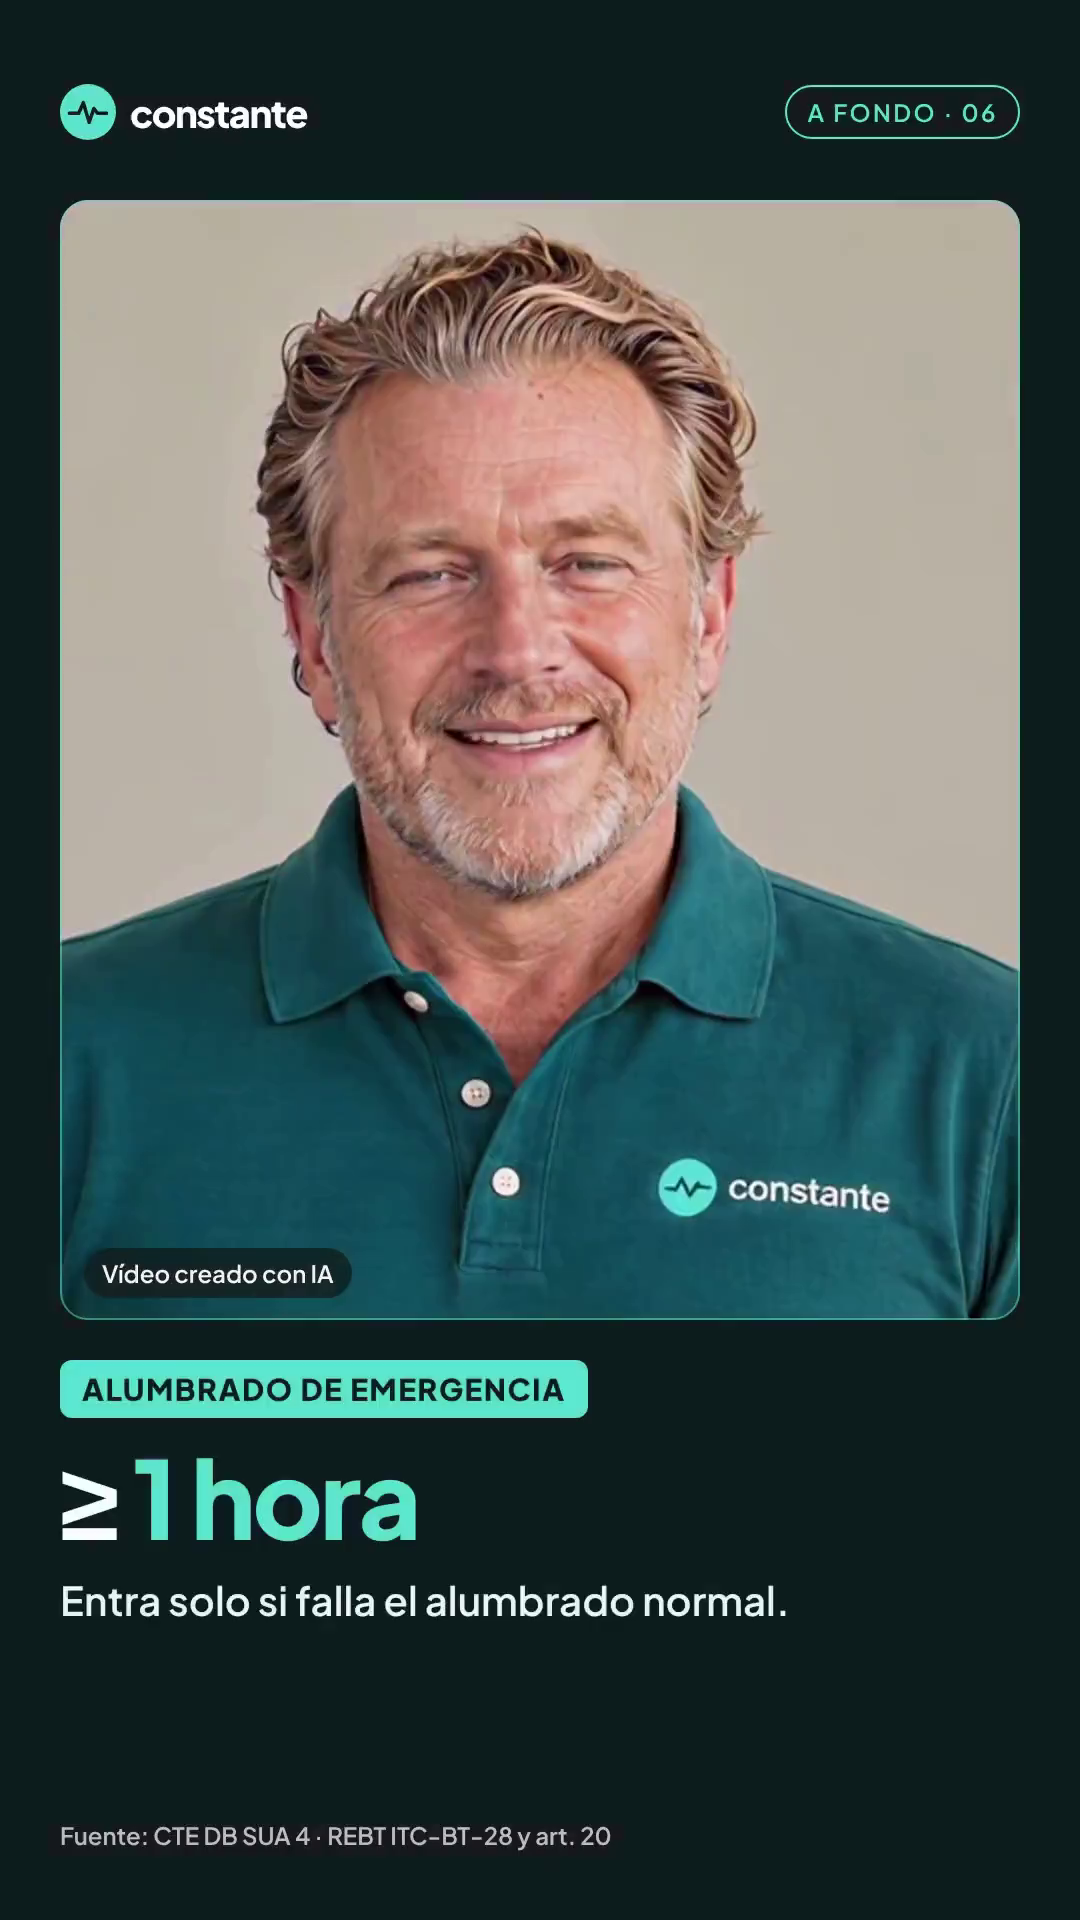 constante
A FONDO · 06
constante
Vídeo creado con IA
ALUMBRADO DE EMERGENCIA
≥ 1 hora
Entra solo si falla el alumbrado normal.
Fuente: CTE DB SUA 4 · REBT ITC-BT-28 y art. 20